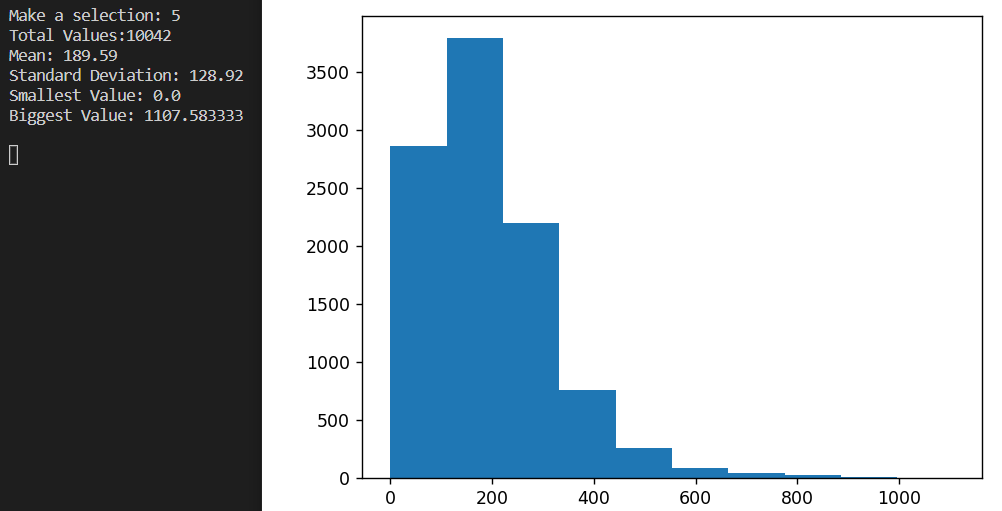 Make a selection: 5
Total Values:10042
Mean: 189.59
Standard Deviation: 128.92
Smallest Value: 0.0
Biggest Value: 1107.583333
3500
3000
2500
2000
1500
1000
500
0
0 200 400 600 800 1000